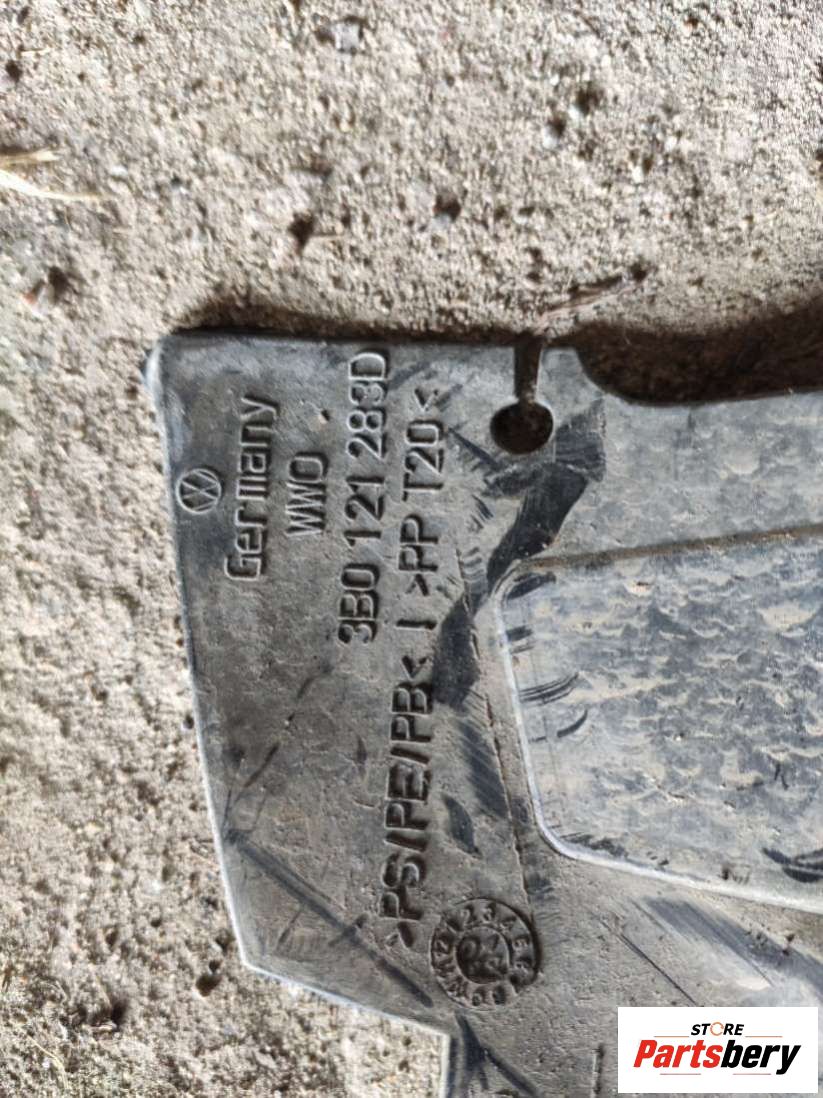 Germany
WWO
3B0 121 283D
>PS/PE/PB< / >PP T20<
STORE
Partsbery